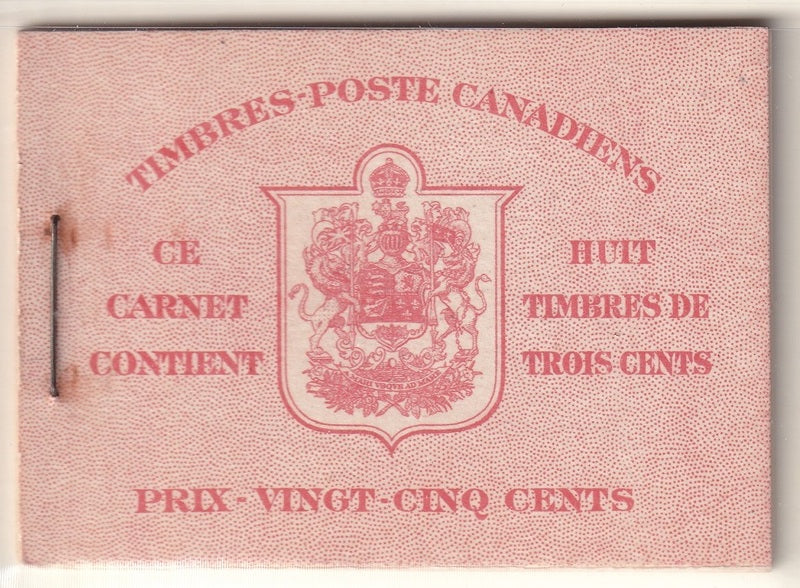 TIMBRES-POSTE CANADIENS
CE
CARNET
CONTIENT
HUIT
TIMBRES DE
TROIS CENTS
PRIX - VINGT-CINQ CENTS